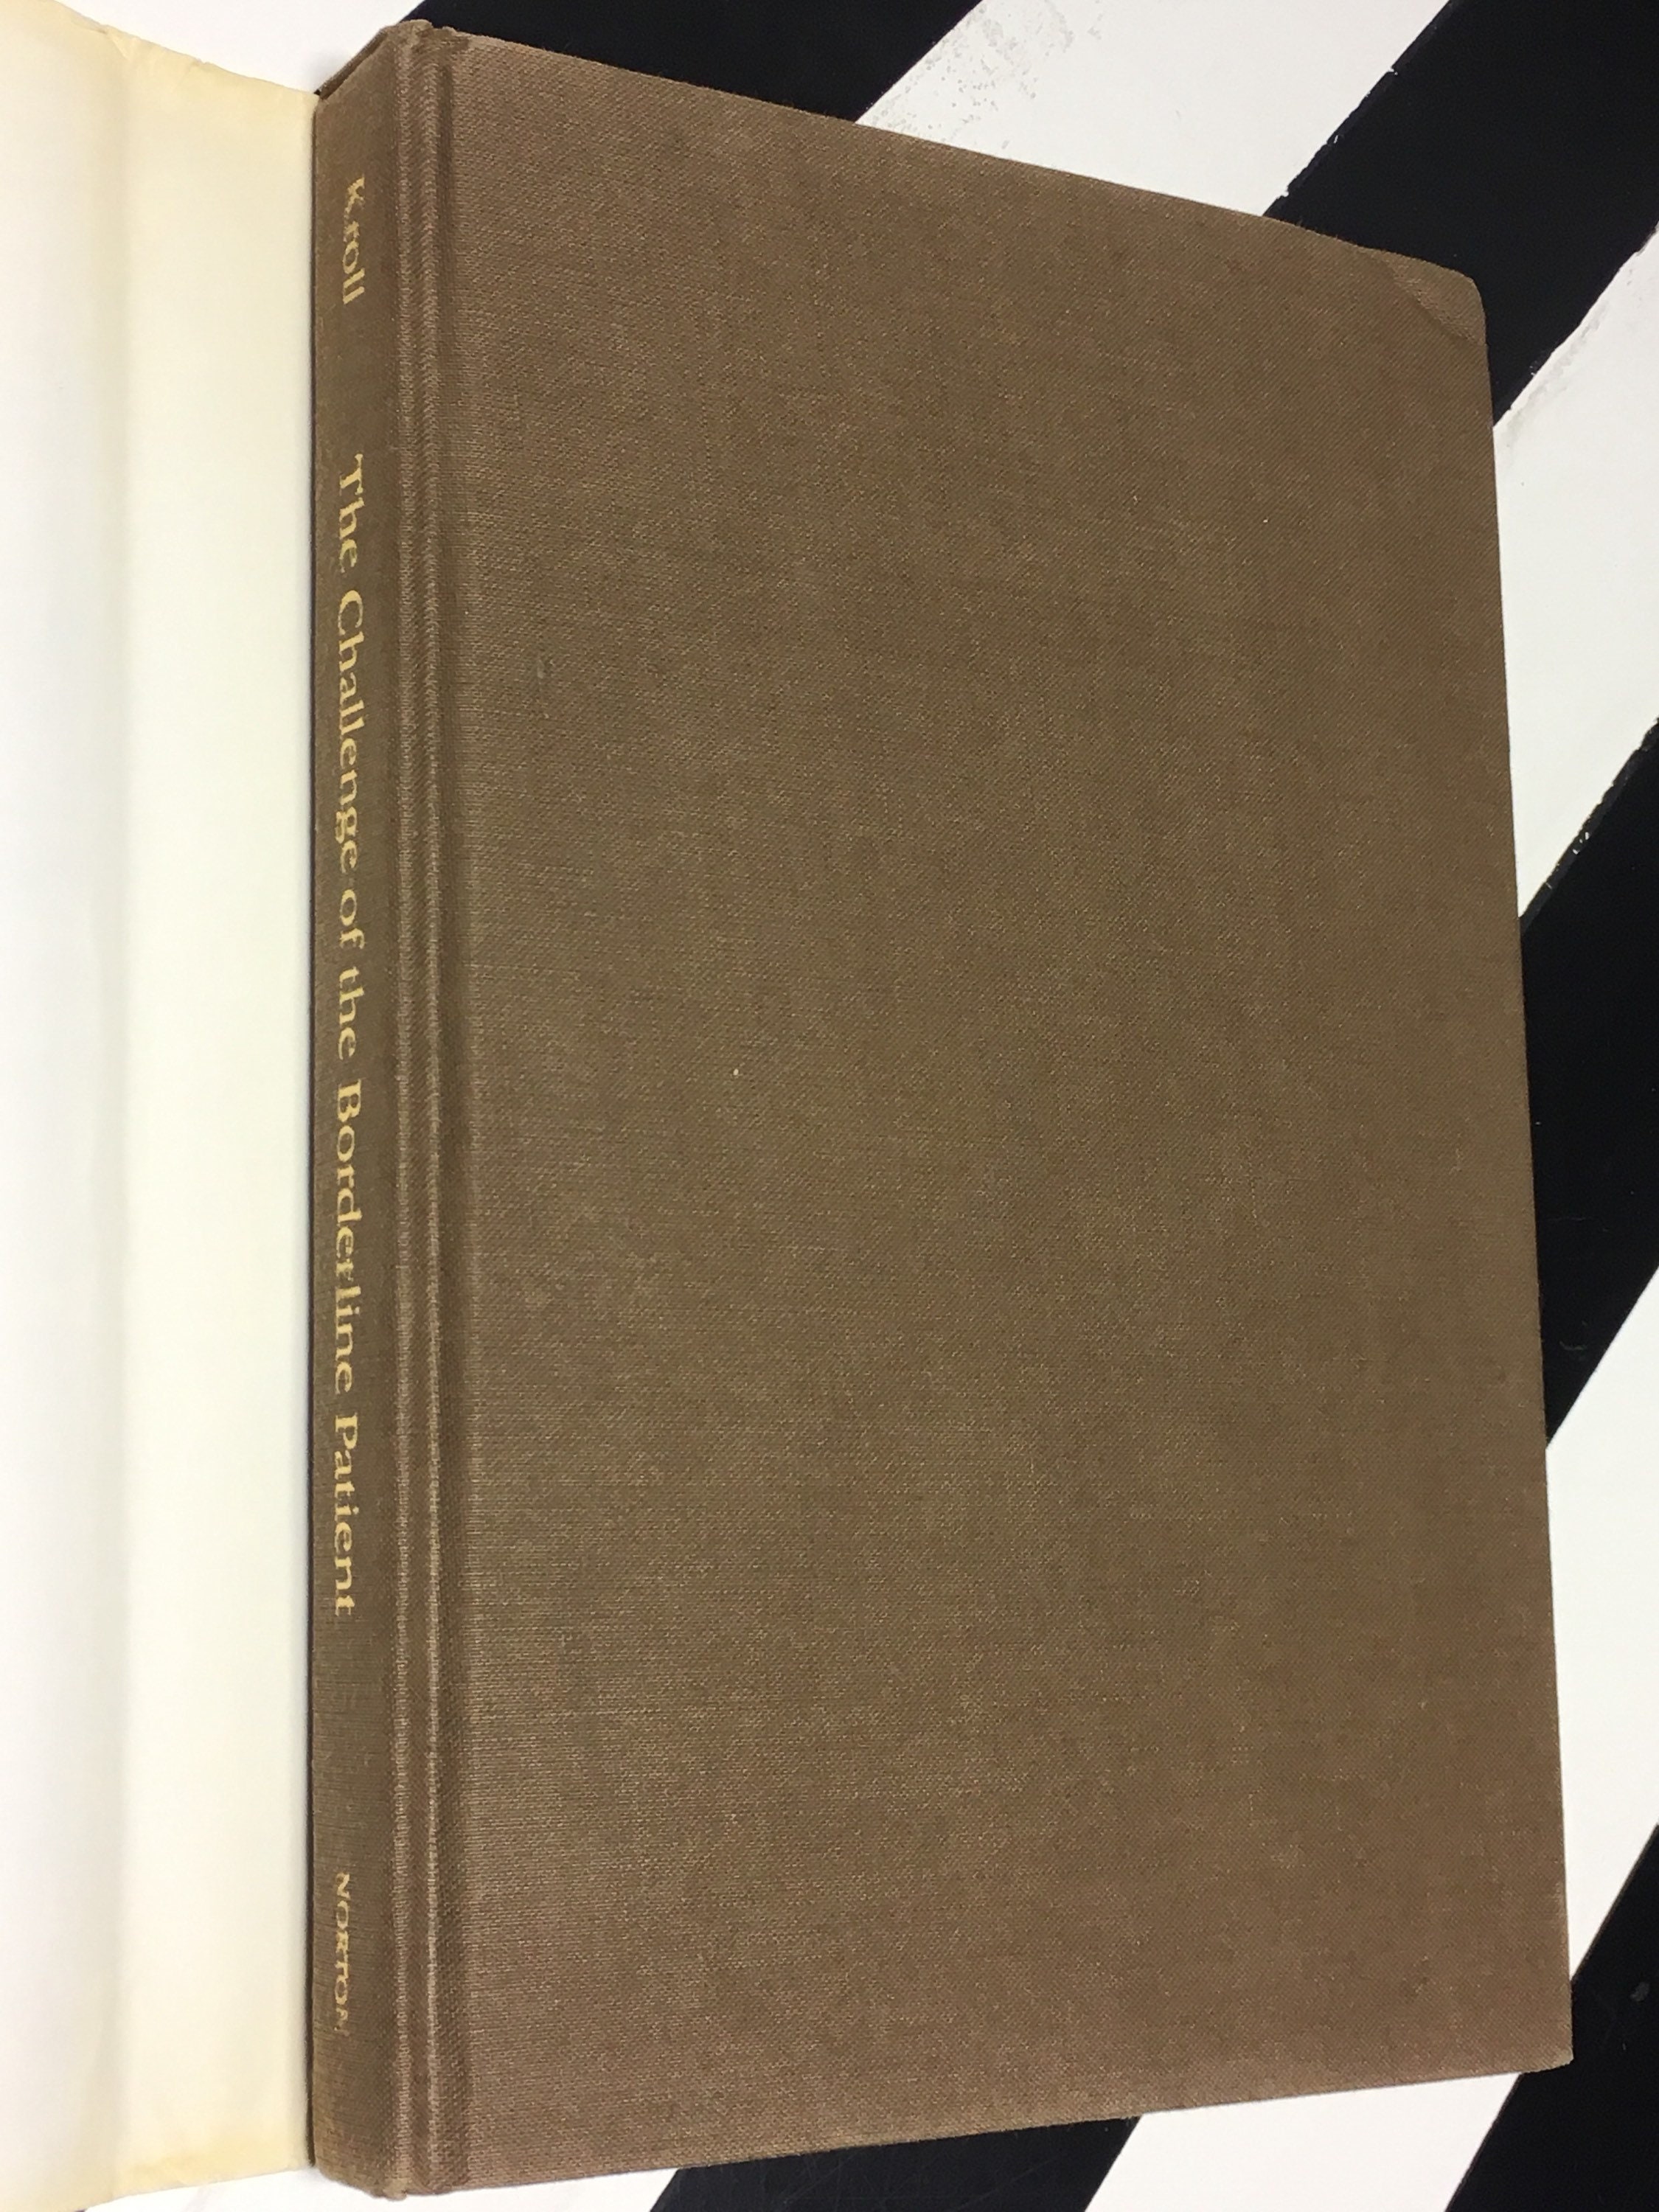 Kroll
The Challenge of the Borderline Patient
NORTON